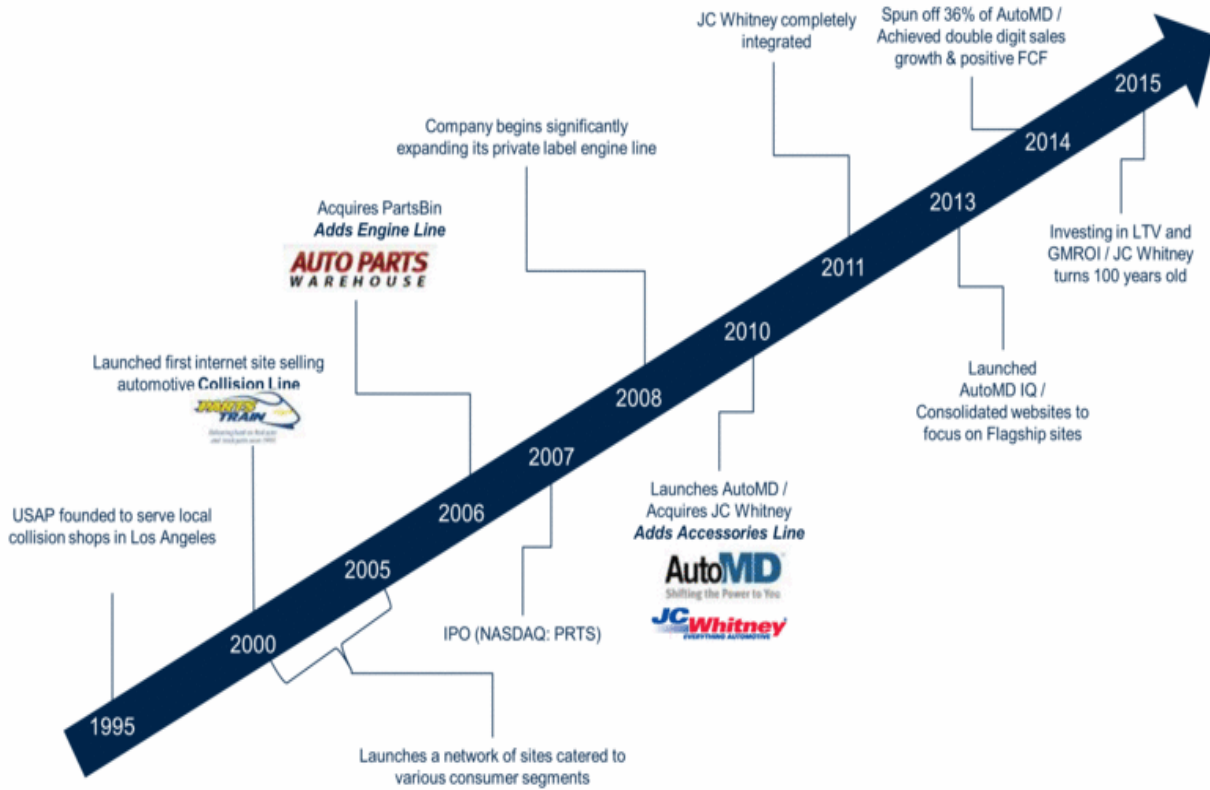 JC Whitney completely
integrated
Spun off 36% of AutoMD /
Achieved double digit sales
growth & positive FCF
2015
Company begins significantly
expanding its private label engine line
2014
Acquires PartsBin
Adds Engine Line
AUTO PARTS
WAREHOUSE
2013
Investing in LTV and
GMROI / JC Whitney
turns 100 years old
2011
2010
Launched first internet site selling
automotive Collision Line
PARTS
TRAIN
Launched
AutoMD IQ /
Consolidated websites to
focus on Flagship sites
2008
2007
Launches AutoMD /
Acquires JC Whitney
Adds Accessories Line
AutoMD
Shifting the Power to You
JC Whitney
EVERYTHING AUTOMOTIVE
USAP founded to serve local
collision shops in Los Angeles
2006
2005
IPO (NASDAQ: PRTS)
2000
1995
Launches a network of sites catered to
various consumer segments